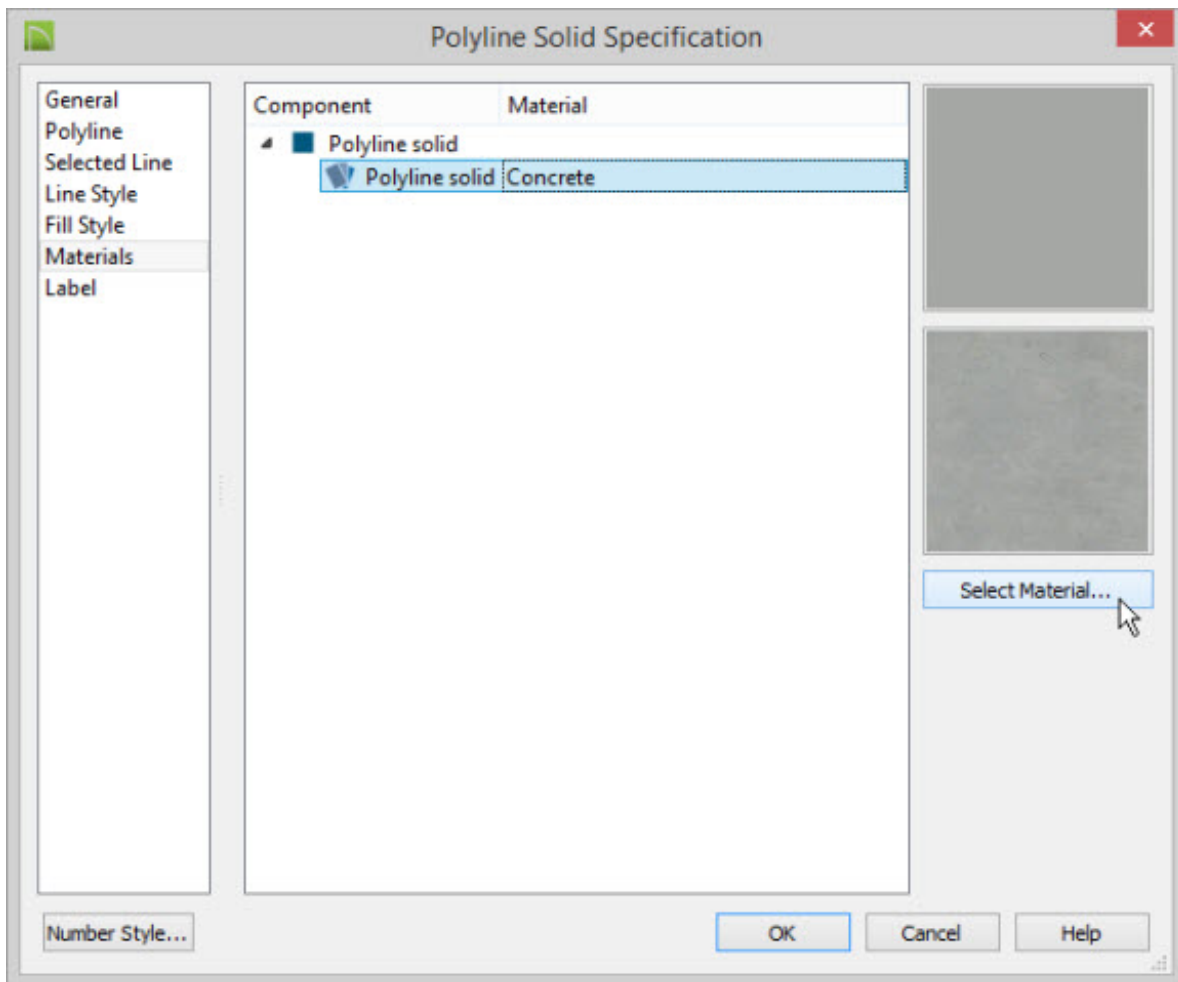 Polyline Solid Specification
General
Polyline
Selected Line
Line Style
Fill Style
Materials
Label
Component Material
Polyline solid
Polyline solid Concrete
Select Material...
Number Style...
OK Cancel Help